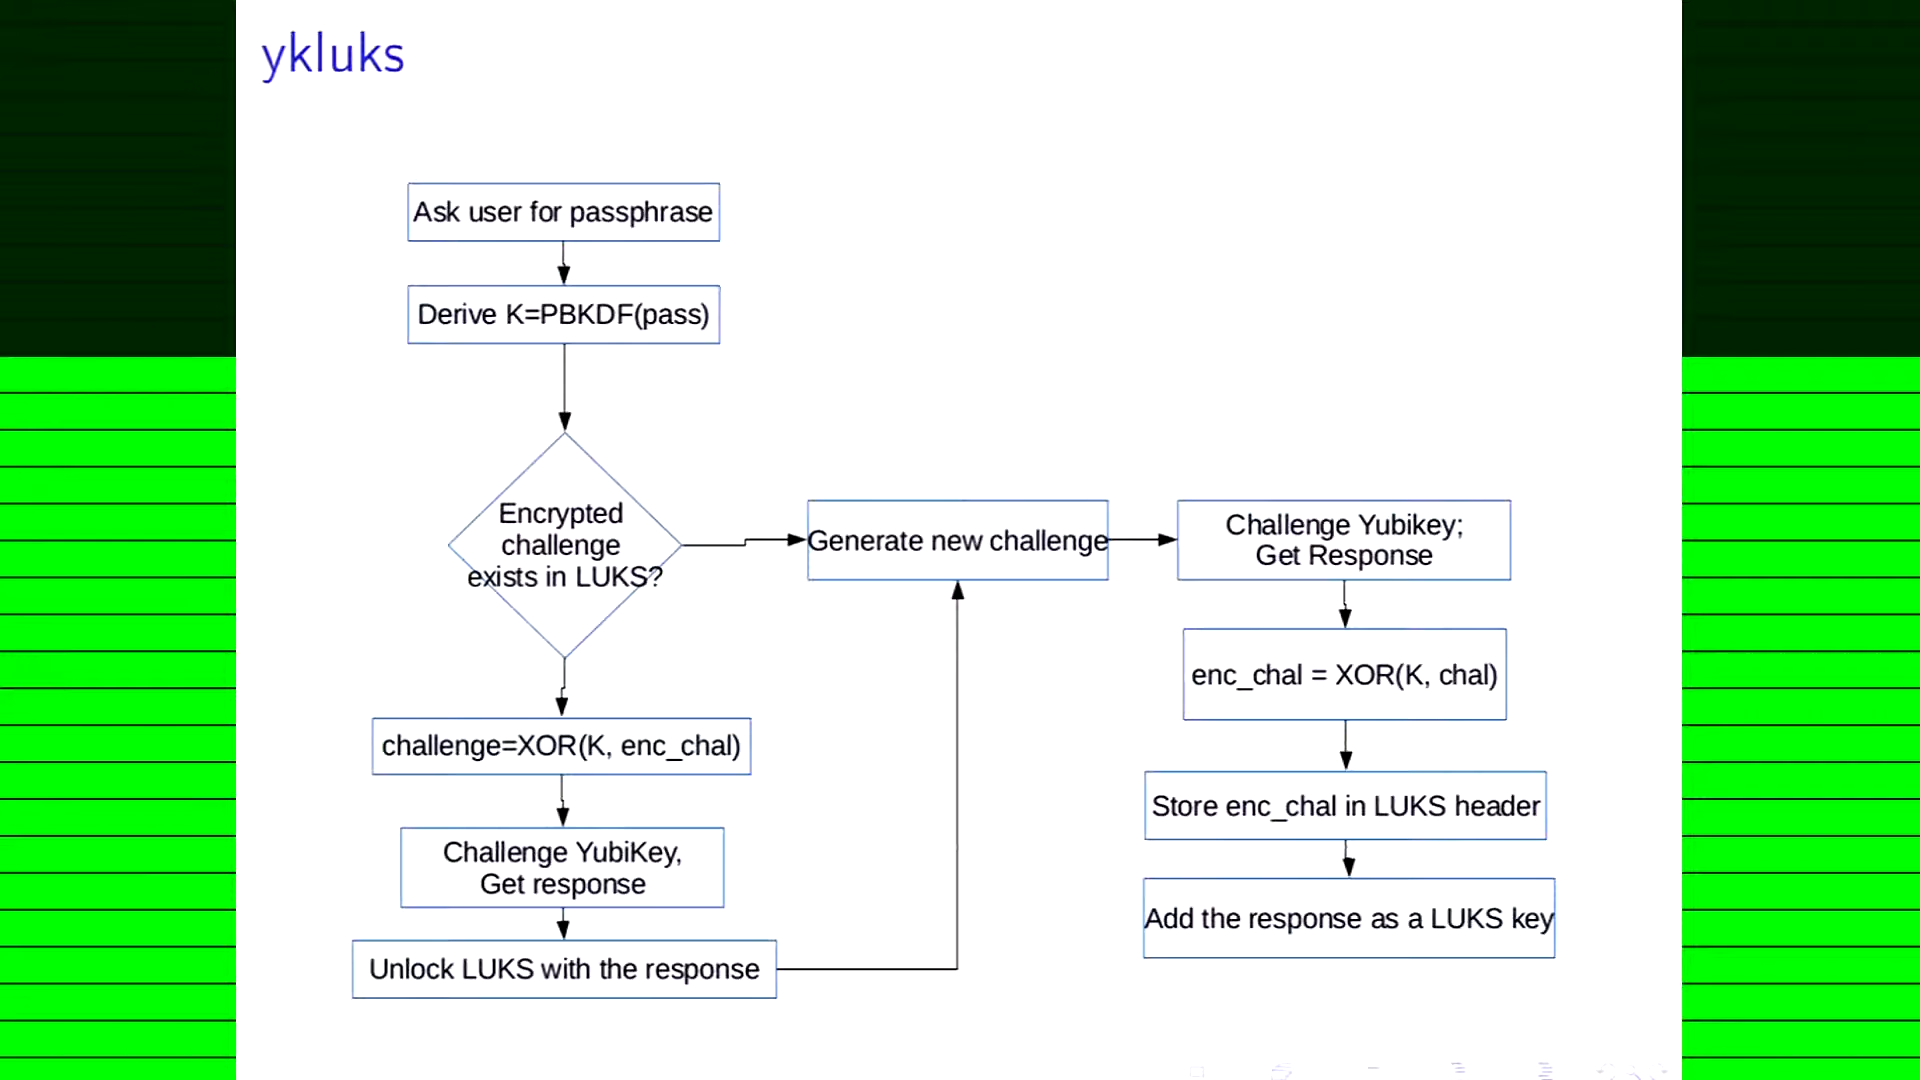 ykluks
Ask user for passphrase
Derive K=PBKDF(pass)
Encrypted
challenge
exists in LUKS?
Generate new challenge
Challenge Yubikey;
Get Response
enc_chal = XOR(K, chal)
challenge=XOR(K, enc_chal)
Store enc_chal in LUKS header
Challenge YubiKey,
Get response
Add the response as a LUKS key
Unlock LUKS with the response